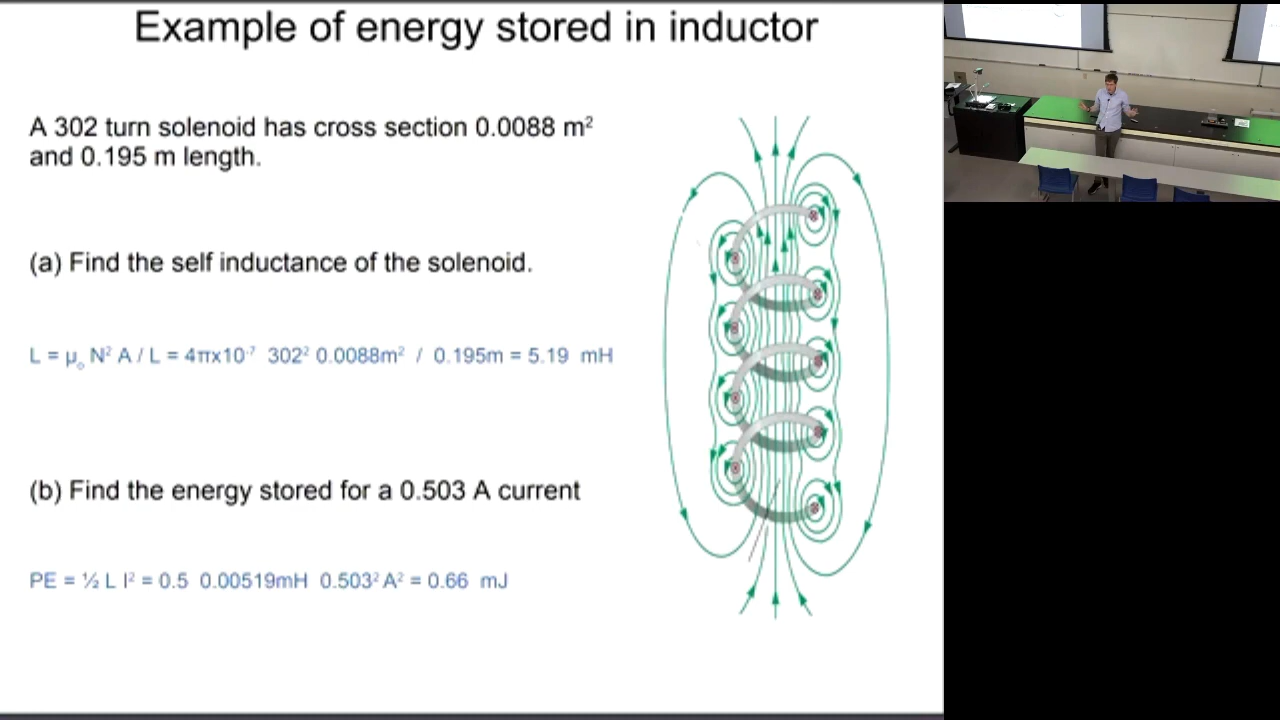 Example of energy stored in inductor
A 302 turn solenoid has cross section 0.0088 m²
and 0.195 m length.
(a) Find the self inductance of the solenoid.
L = μ₀ N² A / L = 4πx10⁻⁷ 302² 0.0088m² / 0.195m = 5.19 mH
(b) Find the energy stored for a 0.503 A current
PE = ½ L I² = 0.5 0.00519mH 0.503² A² = 0.66 mJ